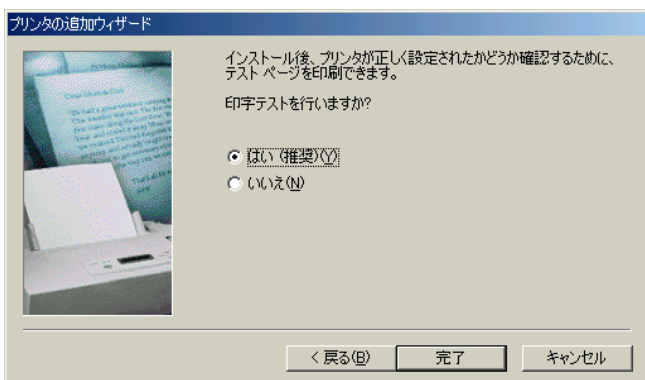 プリンタの追加ウィザード
インストール後、プリンタが正しく設定されたかどうか確認するために、
テスト ページを印刷できます。
印字テストを行いますか?
はい (推奨)(Y)
いいえ(N)
< 戻る(B)
完了
キャンセル